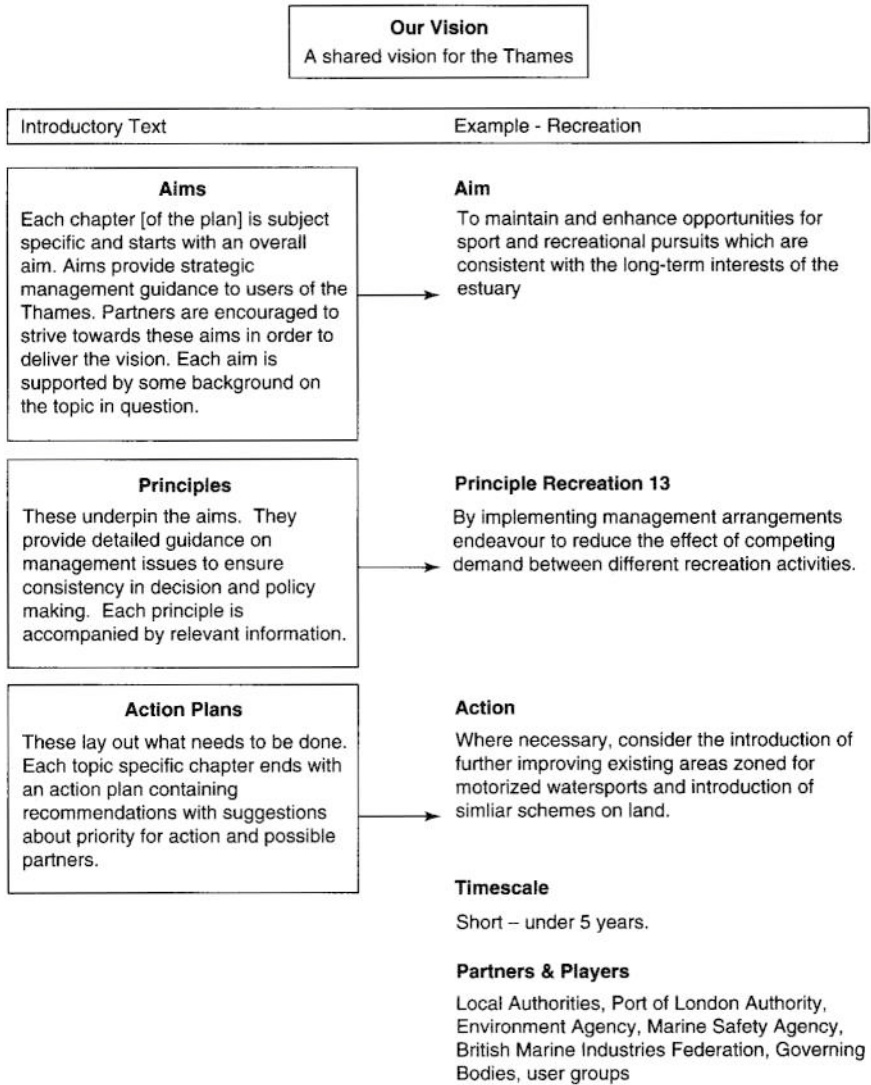 Our Vision
A shared vision for the Thames
Introductory Text
Example - Recreation
Aims
Each chapter [of the plan] is subject
specific and starts with an overall
aim. Aims provide strategic
management guidance to users of the
Thames. Partners are encouraged to
strive towards these aims in order to
deliver the vision. Each aim is
supported by some background on
the topic in question.
Aim
To maintain and enhance opportunities for
sport and recreational pursuits which are
consistent with the long-term interests of the
estuary
Principles
These underpin the aims. They
provide detailed guidance on
management issues to ensure
consistency in decision and policy
making. Each principle is
accompanied by relevant information.
Principle Recreation 13
By implementing management arrangements
endeavour to reduce the effect of competing
demand between different recreation activities.
Action Plans
These lay out what needs to be done.
Each topic specific chapter ends with
an action plan containing
recommendations with suggestions
about priority for action and possible
partners.
Action
Where necessary, consider the introduction of
further improving existing areas zoned for
motorized watersports and introduction of
simliar schemes on land.
Timescale
Short – under 5 years.
Partners & Players
Local Authorities, Port of London Authority,
Environment Agency, Marine Safety Agency,
British Marine Industries Federation, Governing
Bodies, user groups